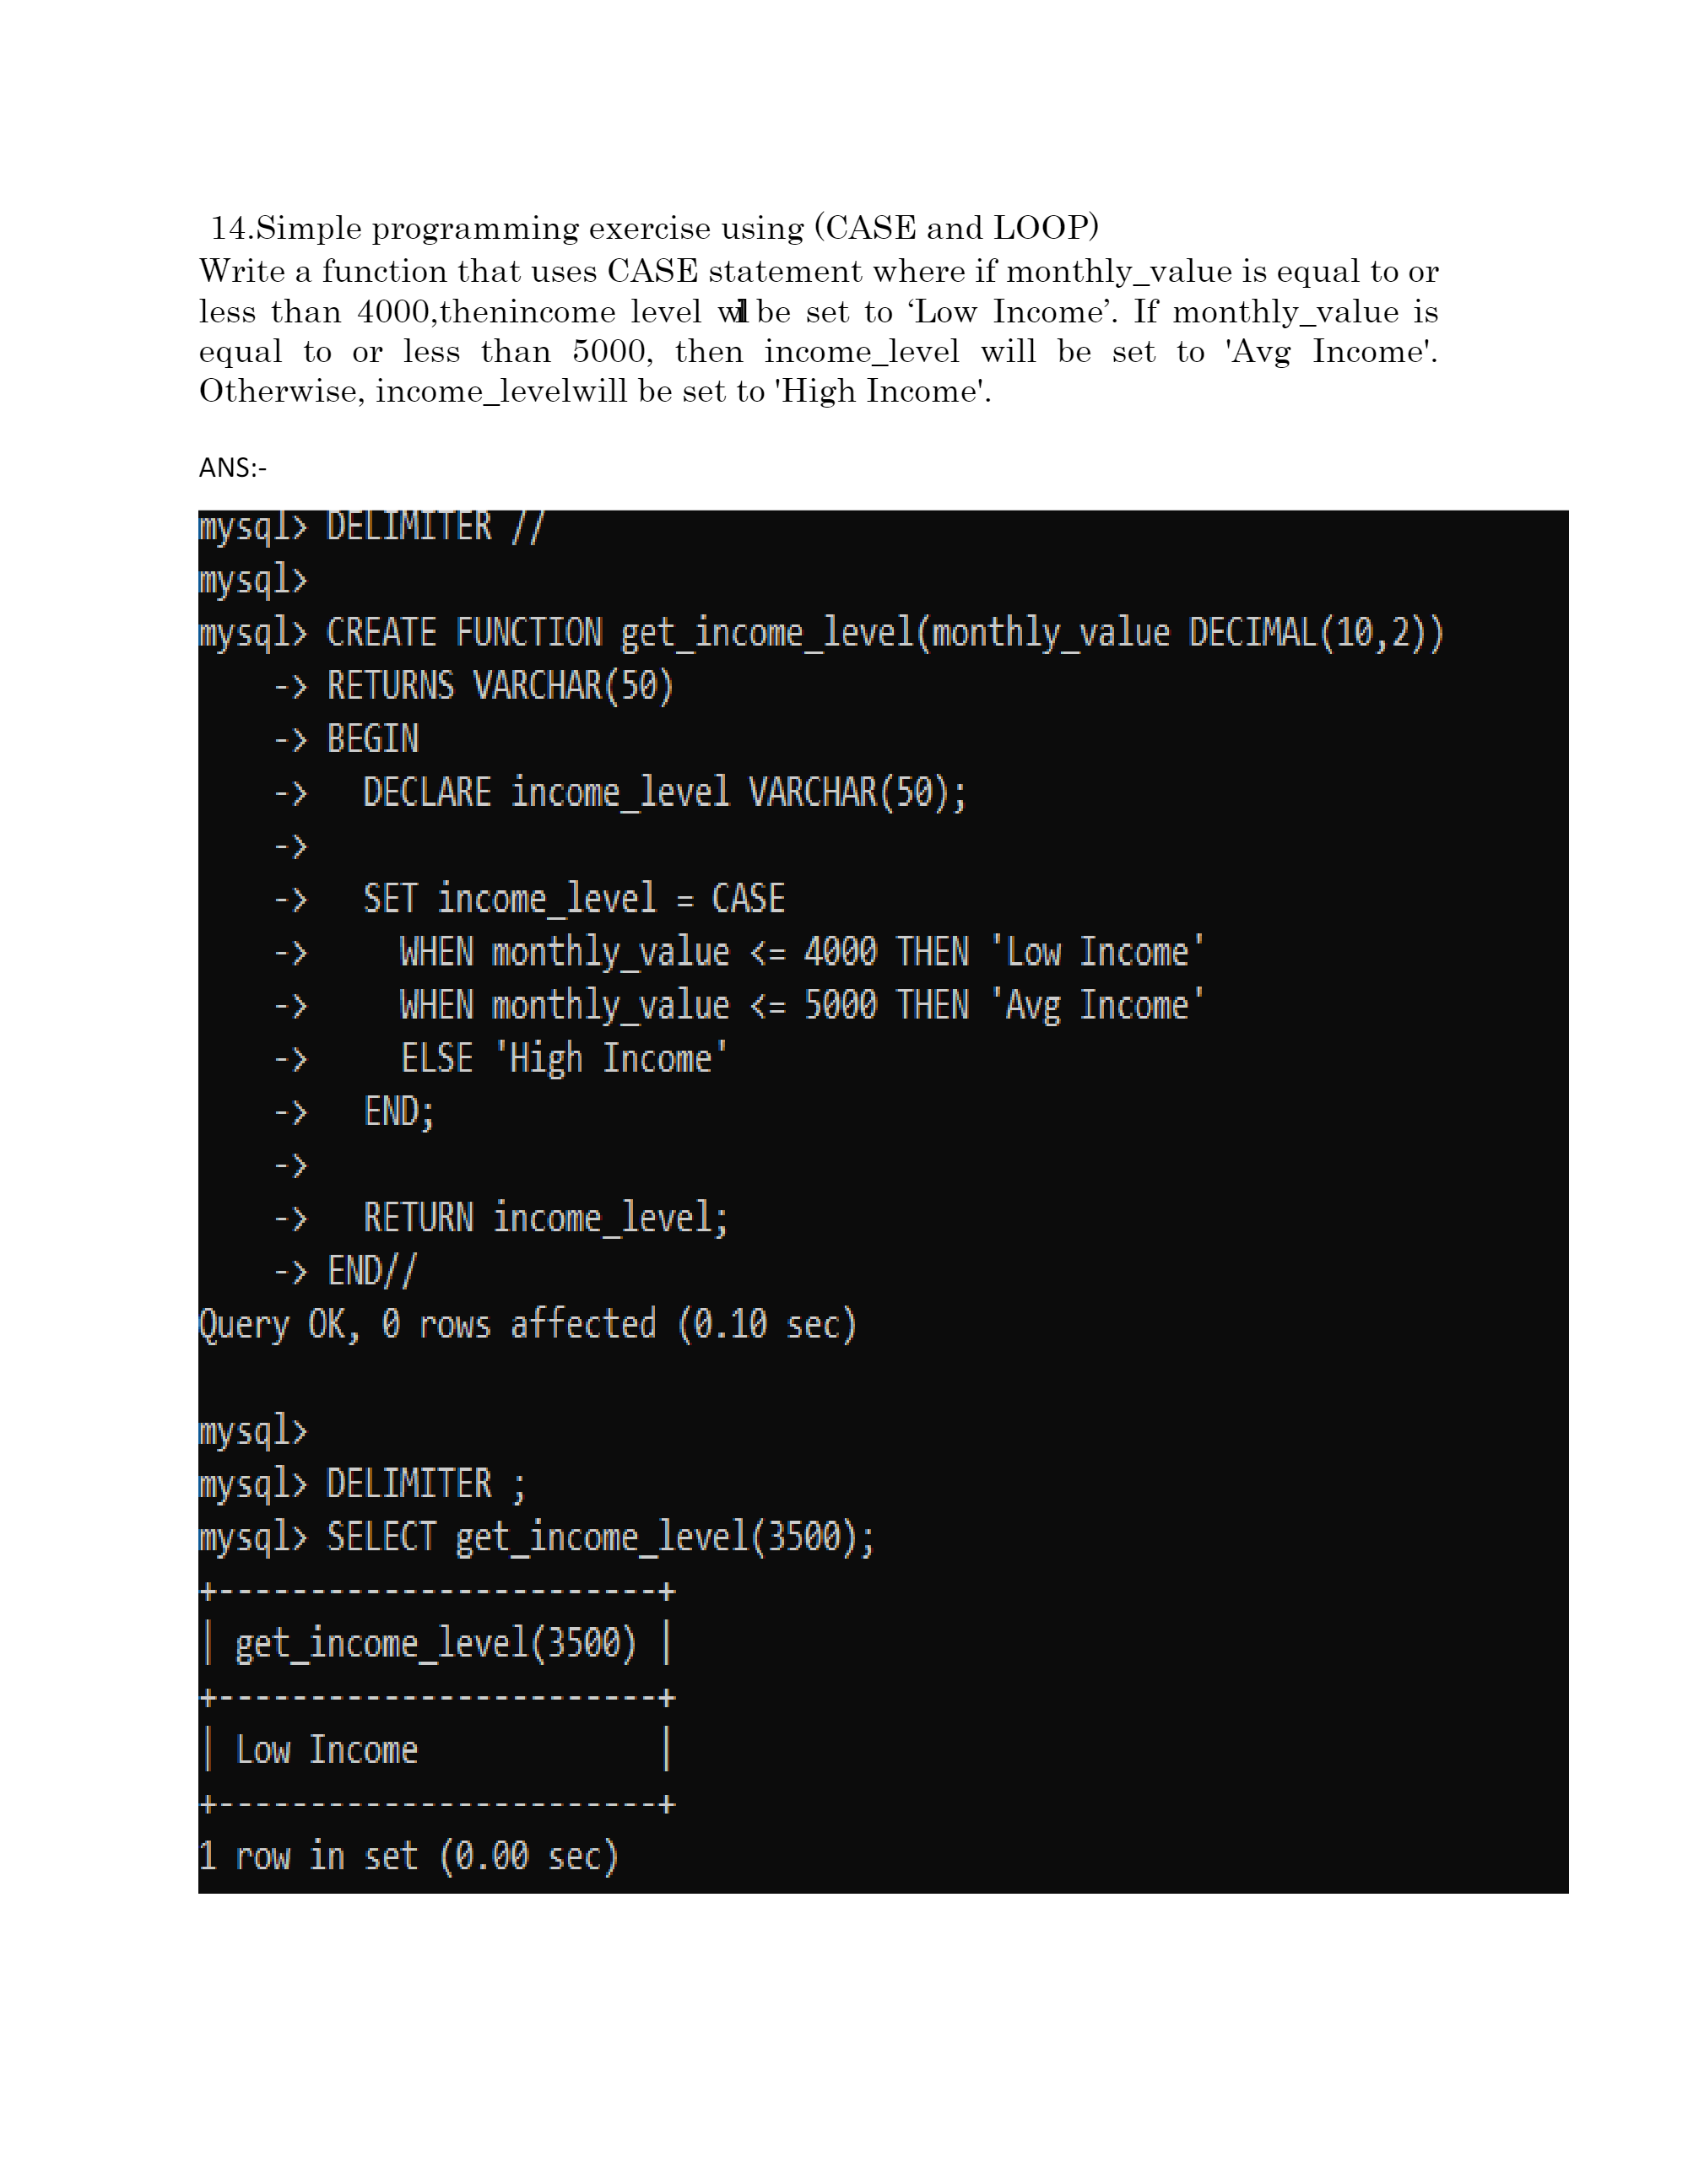 14.Simple programming exercise using (CASE and LOOP)
Write a function that uses CASE statement where if monthly_value is equal to or
less than 4000,thenincome level will be set to ‘Low Income’. If monthly_value is
equal to or less than 5000, then income_level will be set to 'Avg Income'.
Otherwise, income_levelwill be set to 'High Income'.
ANS:-
mysql> DELIMITER //
mysql>
mysql> CREATE FUNCTION get_income_level(monthly_value DECIMAL(10,2))
    -> RETURNS VARCHAR(50)
    -> BEGIN
    ->   DECLARE income_level VARCHAR(50);
    ->
    ->   SET income_level = CASE
    ->     WHEN monthly_value <= 4000 THEN 'Low Income'
    ->     WHEN monthly_value <= 5000 THEN 'Avg Income'
    ->     ELSE 'High Income'
    ->   END;
    ->
    ->   RETURN income_level;
    -> END//
Query OK, 0 rows affected (0.10 sec)
mysql>
mysql> DELIMITER ;
mysql> SELECT get_income_level(3500);
+------------------------+
| get_income_level(3500) |
+------------------------+
| Low Income             |
+------------------------+
1 row in set (0.00 sec)